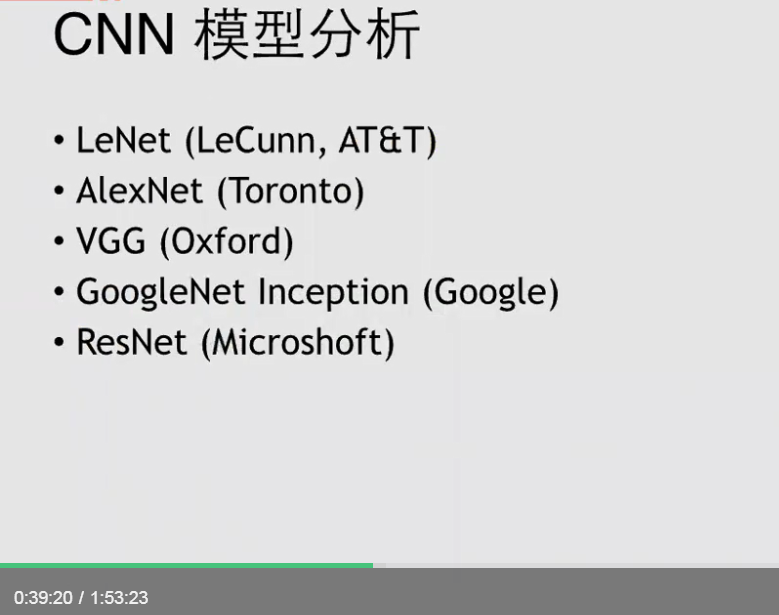 CNN 模型分析
• LeNet (LeCunn, AT&T)
• AlexNet (Toronto)
• VGG (Oxford)
• GoogleNet Inception (Google)
• ResNet (Microshoft)
0:39:20 / 1:53:23